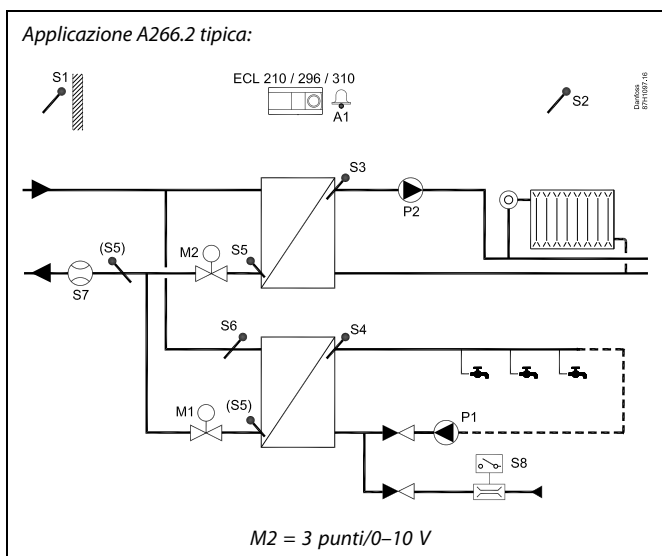 Applicazione A266.2 tipica:
S1
ECL 210 / 296 / 310
A1
S2
Danfoss
87H1097.16
S3
P2
(S5)
M2
S5
S7
S6
S4
M1
(S5)
P1
S8
M2 = 3 punti/0–10 V